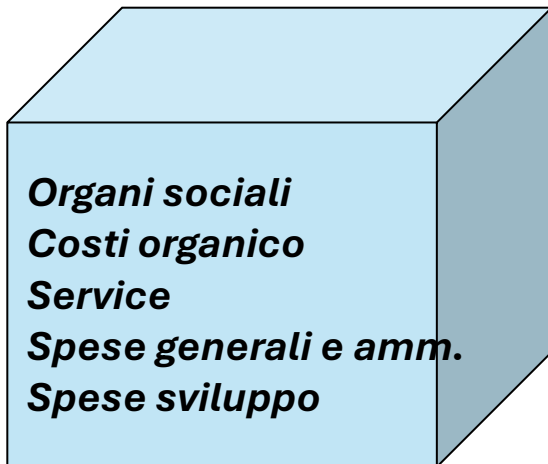 Organi sociali
Costi organico
Service
Spese generali e amm.
Spese sviluppo